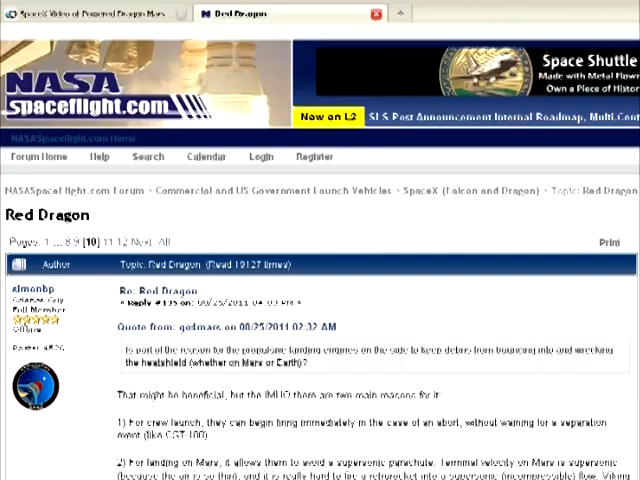 SpaceX Video of Powered Dragon Mars
Red Dragon
Space Shuttle
Made with Metal Flown
Own a Piece of Histor
NASA
spaceflight.com
Now on L2
SLS Post Announcement Internal Roadmap, Multi.Cent
NASASpaceflight.com Home
Forum Home Help Search Calendar Login Register
NASASpaceflight.com Forum > Commercial and US Government Launch Vehicles > SpaceX (Falcon and Dragon) > Topic: Red Dragon
Red Dragon
Pages: 1 ... 8 9 [10] 11 12 Next All
Print
Author Topic: Red Dragon (Read 19127 times)
simonbp
Full Member
Offline
Re: Red Dragon
« Reply #135 on: 08/25/2011 04:09 PM »
Quote from: godmars on 08/25/2011 02:32 AM
Is part of the reason for the propulsive landing engines on the side to keep debris from bouncing into and wrecking
the heatshield (whether on Mars or Earth)?
That might be beneficial, but the IMHO there are two main reasons for it:
1) For crew launch, they can begin firing immediately in the case of an abort, without waiting for a separation
event (like CST-100).
2) For landing on Mars, it allows them to avoid a supersonic parachute. Terminal velocity on Mars is supersonic
(because the air is so thin), and it is really hard to fire a retrorocket into a supersonic (incompressible) flow. Viking